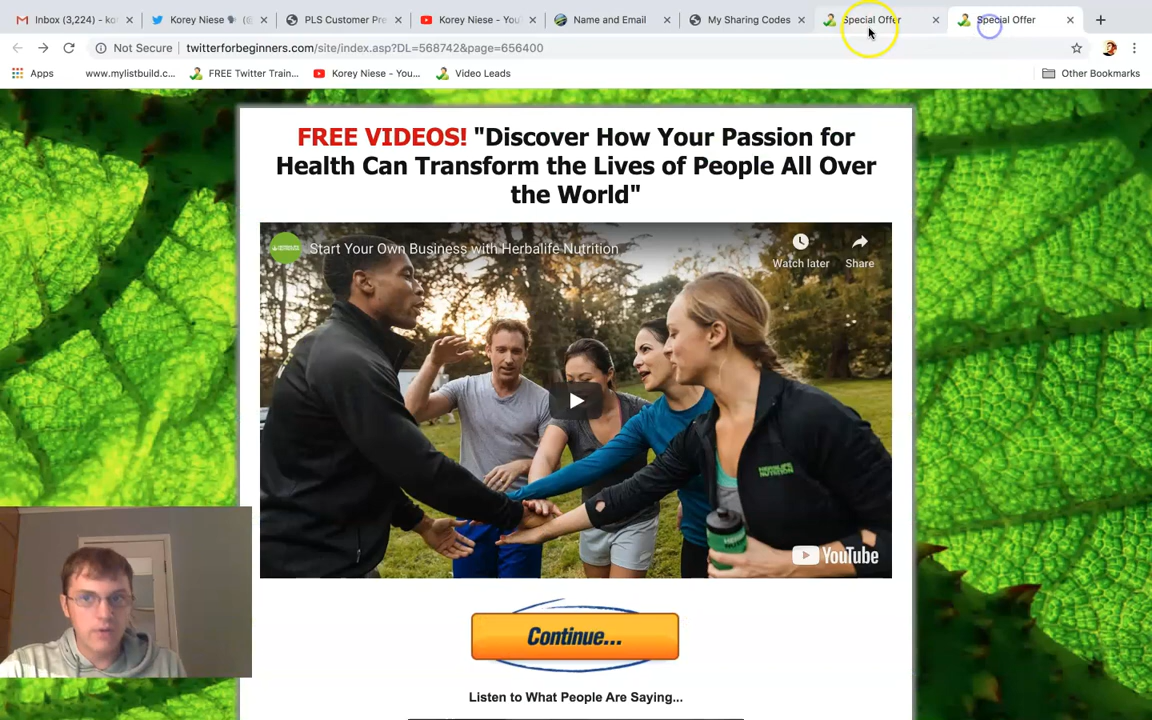 Inbox (3,224) - ko
Korey Niese (@
PLS Customer Pre
Korey Niese - You
Name and Email
My Sharing Codes
Special Offer
Special Offer
Not Secure | twitterforbeginners.com/site/index.asp?DL=568742&page=656400
Apps
www.mylistbuild.c...
FREE Twitter Train...
Korey Niese - You...
Video Leads
Other Bookmarks
FREE VIDEOS! "Discover How Your Passion for
Health Can Transform the Lives of People All Over
the World"
Start Your Own Business with Herbalife Nutrition
Watch later
Share
HERBALIFE
NUTRITION
YouTube
Continue...
Listen to What People Are Saying...